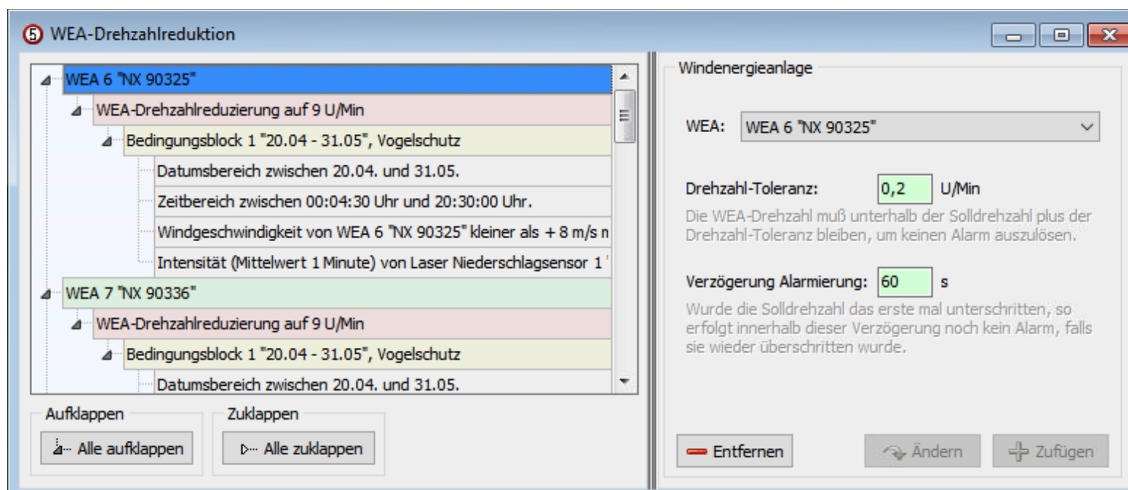 5 WEA-Drehzahlreduktion
WEA 6 "NX 90325"
WEA-Drehzahlreduzierung auf 9 U/Min
Bedingungsblock 1 "20.04 - 31.05", Vogelschutz
Datumsbereich zwischen 20.04. und 31.05.
Zeitbereich zwischen 00:04:30 Uhr und 20:30:00 Uhr.
Windgeschwindigkeit von WEA 6 "NX 90325" kleiner als + 8 m/s
Intensität (Mittelwert 1 Minute) von Laser Niederschlagsensor 1
WEA 7 "NX 90336"
WEA-Drehzahlreduzierung auf 9 U/Min
Bedingungsblock 1 "20.04 - 31.05", Vogelschutz
Datumsbereich zwischen 20.04. und 31.05.
Aufklappen
Alle aufklappen
Zuklappen
Alle zuklappen
Windenergieanlage
WEA: WEA 6 "NX 90325"
Drehzahl-Toleranz: 0,2 U/Min
Die WEA-Drehzahl muß unterhalb der Solldrehzahl plus der
Drehzahl-Toleranz bleiben, um keinen Alarm auszulösen.
Verzögerung Alarmierung: 60 s
Wurde die Solldrehzahl das erste mal unterschritten, so
erfolgt innerhalb dieser Verzögerung noch kein Alarm, falls
sie wieder überschritten wurde.
Entfernen
Ändern
Zufügen